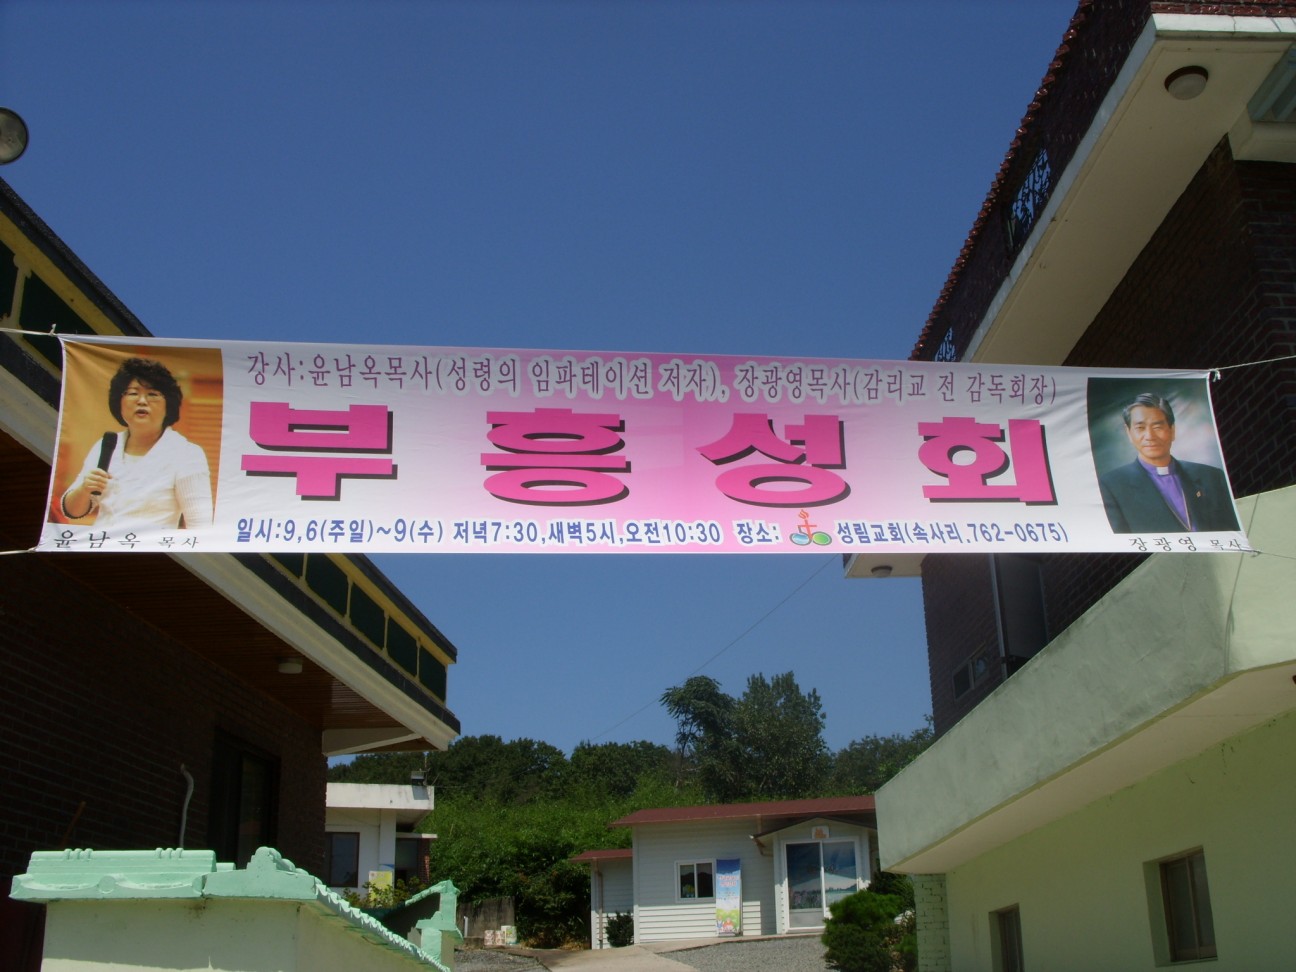 강사:윤남옥목사(성령의 임파테이션 저자), 장광영목사(감리교 전 감독회장)
부흥성회
일시:9,6(주일)~9(수) 저녁7:30,새벽5시,오전10:30 장소: 성림교회(속사리.762-0675)
윤남옥 목사
장광영 목사